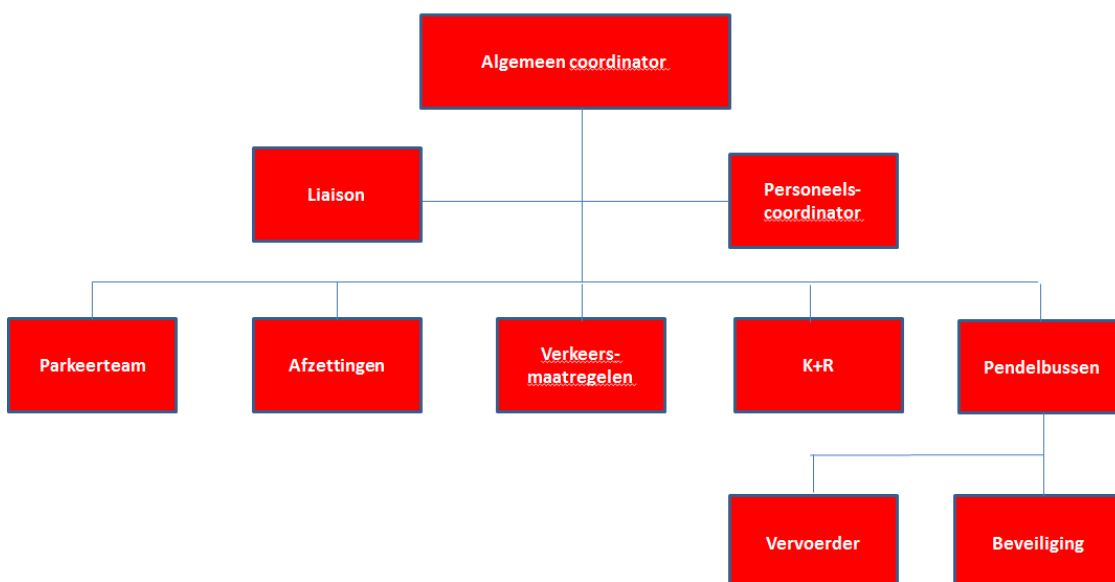 Algemeen coordinator
Liaison
Personeels-
coordinator
Parkeerteam
Afzettingen
Verkeers-
maatregelen
K+R
Pendelbussen
Vervoerder
Beveiliging